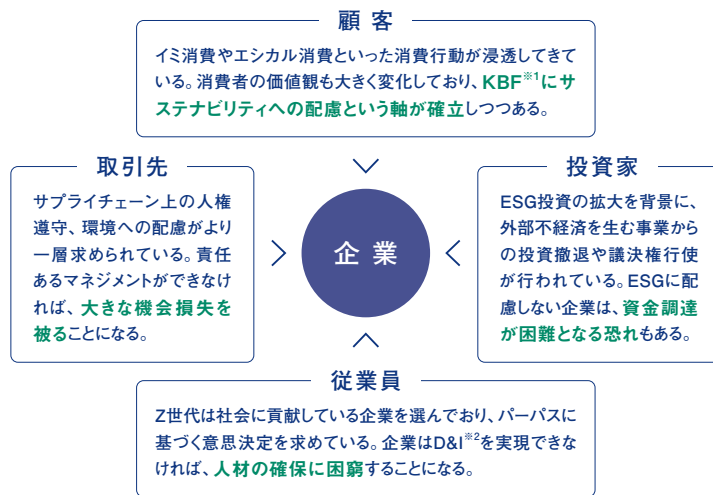 顧客
イミ消費やエシカル消費といった消費行動が浸透してきて
いる。消費者の価値観も大きく変化しており、KBF※1にサ
ステナビリティへの配慮という軸が確立しつつある。
取引先
サプライチェーン上の人権
遵守、環境への配慮がより
一層求められている。責任
あるマネジメントができなけ
れば、大きな機会損失を
被ることになる。
企業
投資家
ESG投資の拡大を背景に、
外部不経済を生む事業から
の投資撤退や議決権行使
が行われている。ESGに配
慮しない企業は、資金調達
が困難となる恐れもある。
従業員
Z世代は社会に貢献している企業を選んでおり、パーパスに
基づく意思決定を求めている。企業はD&I※2を実現できな
ければ、人材の確保に困窮することになる。